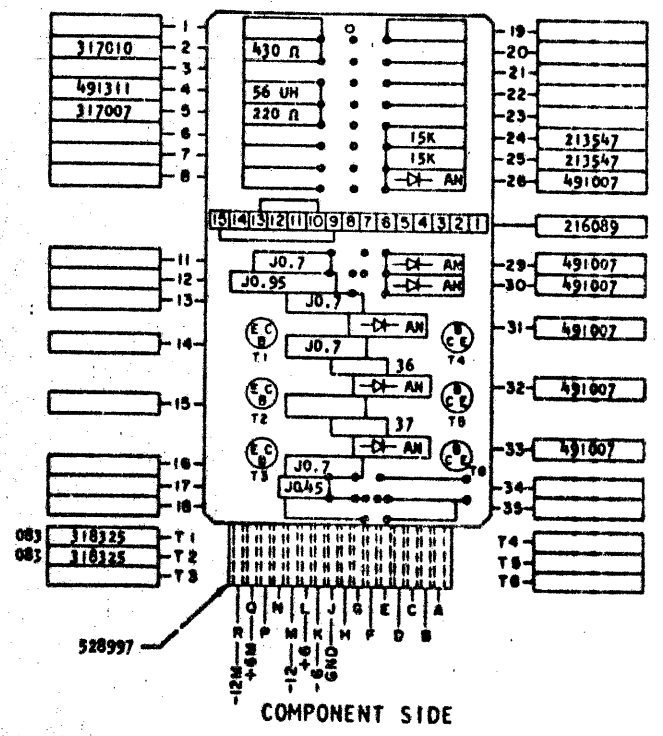 1
317010 2 430 Ω
3
491311 4 56 UH
317007 5 220 Ω
6
7
8
19
20
21
22
23
15K 24 213547
15K 25 213547
AN 26 491007
15 14 13 12 11 10 9 8 7 6 5 4 3 2 1 216089
11 J0.7 AN 29 491007
12 J0.95 AN 30 491007
13 J0.7
AN 31 491007
14 E C B T1 J0.7 B C E T4
36
AN 32 491007
15 E C B T2 B C E T5
37
AN 33 491007
E C B T3 B C E T6
16 J0.7
17 J0.45 34
18 35
083 318325 T1 T4
083 318325 T2 T5
T3 T6
528997
R Q P N M L K J H G F E D C B A
-12M +6M -12 +6 -6 GND
COMPONENT SIDE